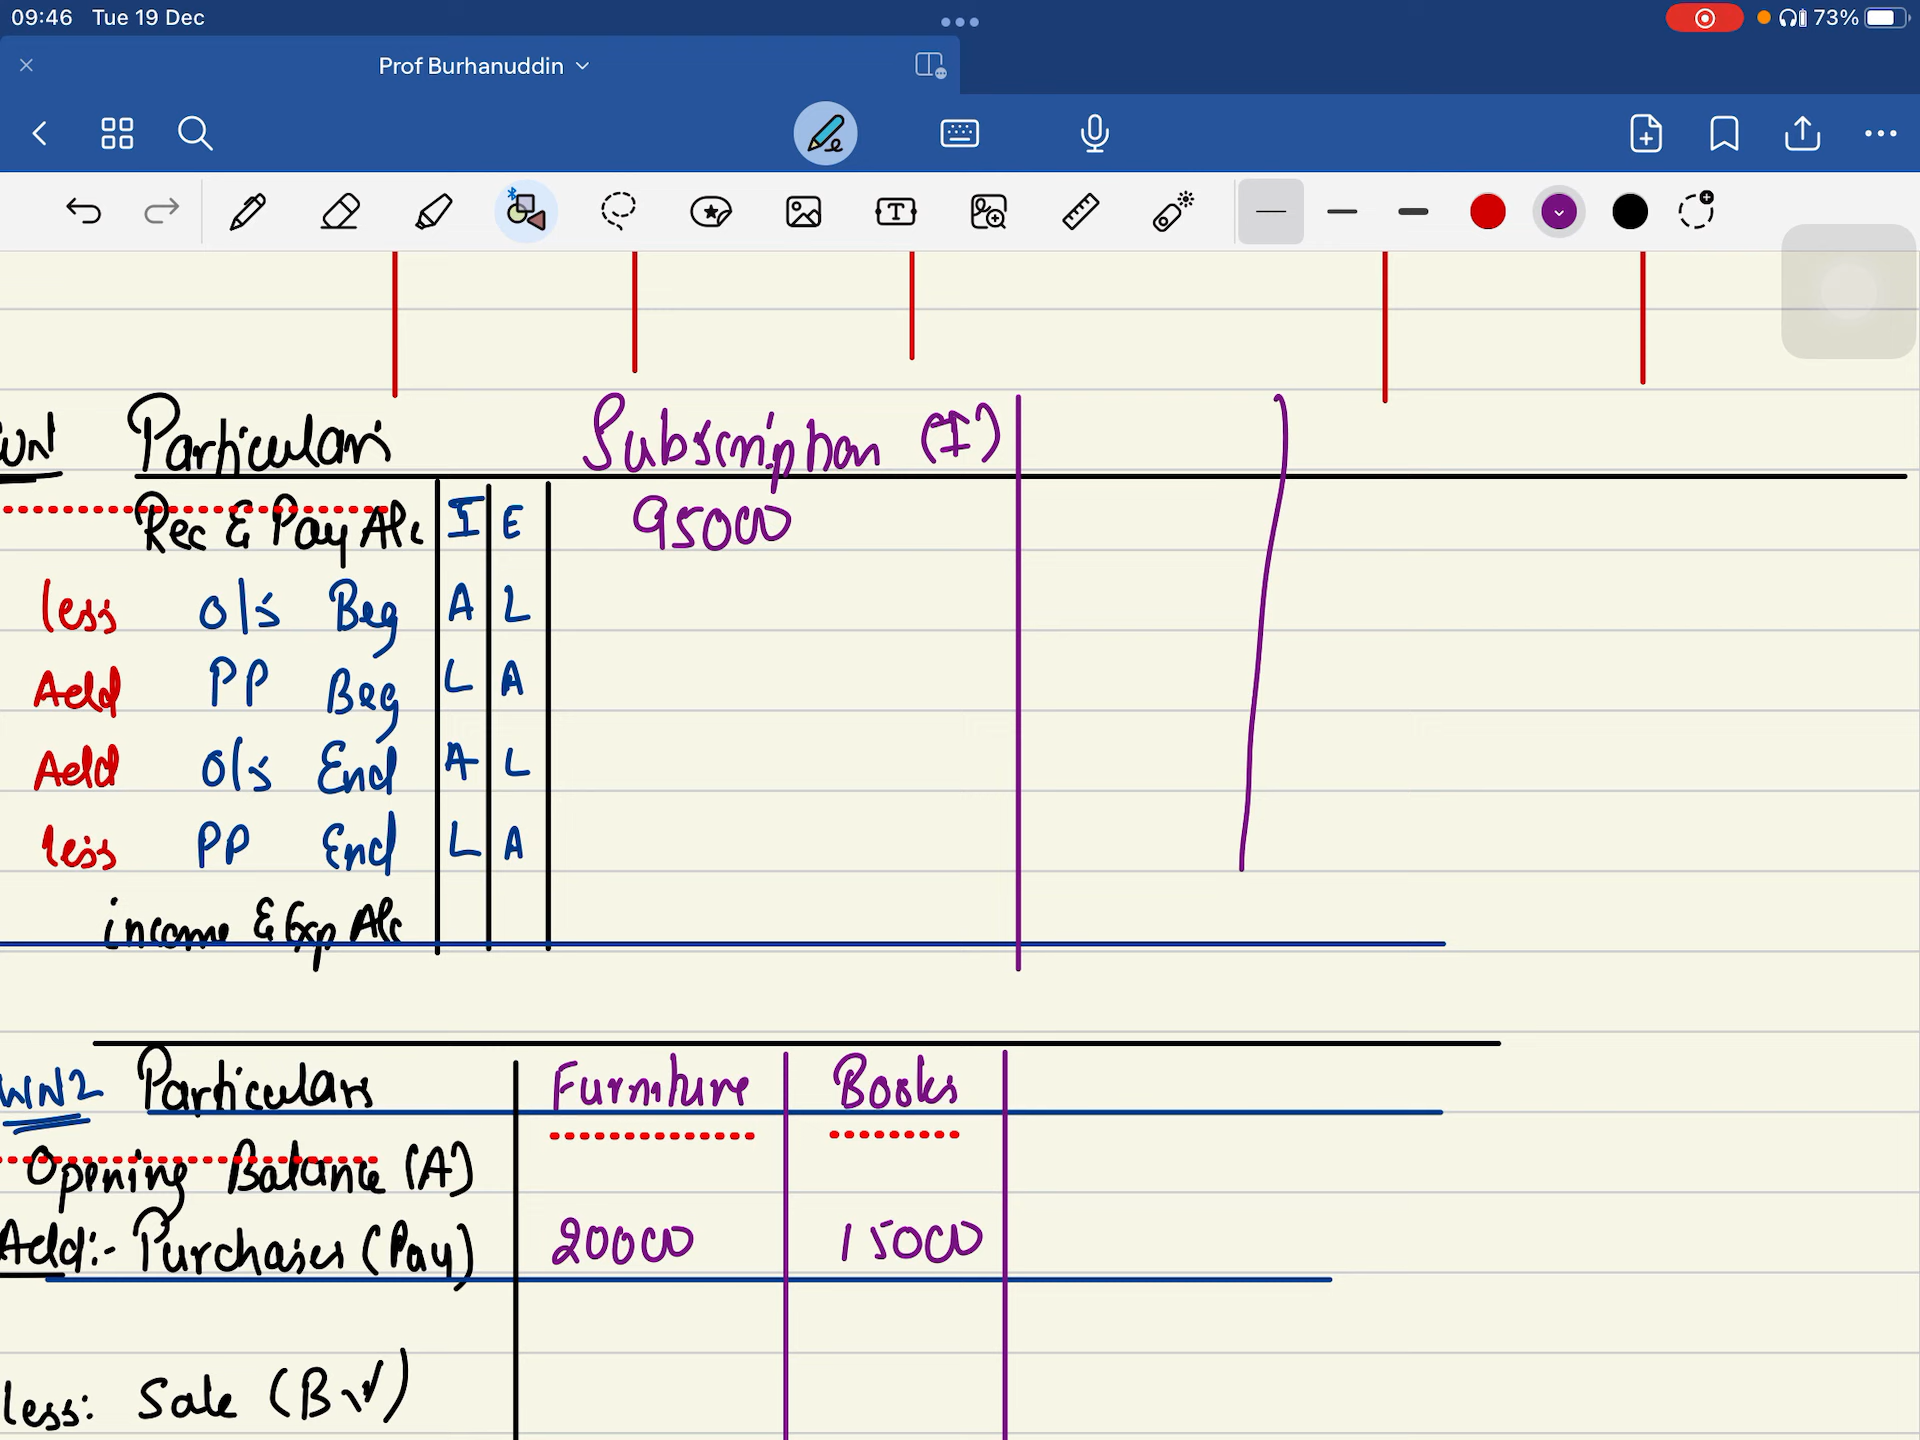 09:46 Tue 19 Dec 73%
Prof Burhanuddin
WN Particulars Subscription (I)
Rec & Pay A/c I E 95000
less O/s Beg A L
Add PP Beg L A
Add O/s End A L
less PP End L A
income & Exp A/c
WN2 Particulars Furniture Books
Opening Balance (A)
Add:- Purchases (Pay) 20000 15000
less: Sale (BV)